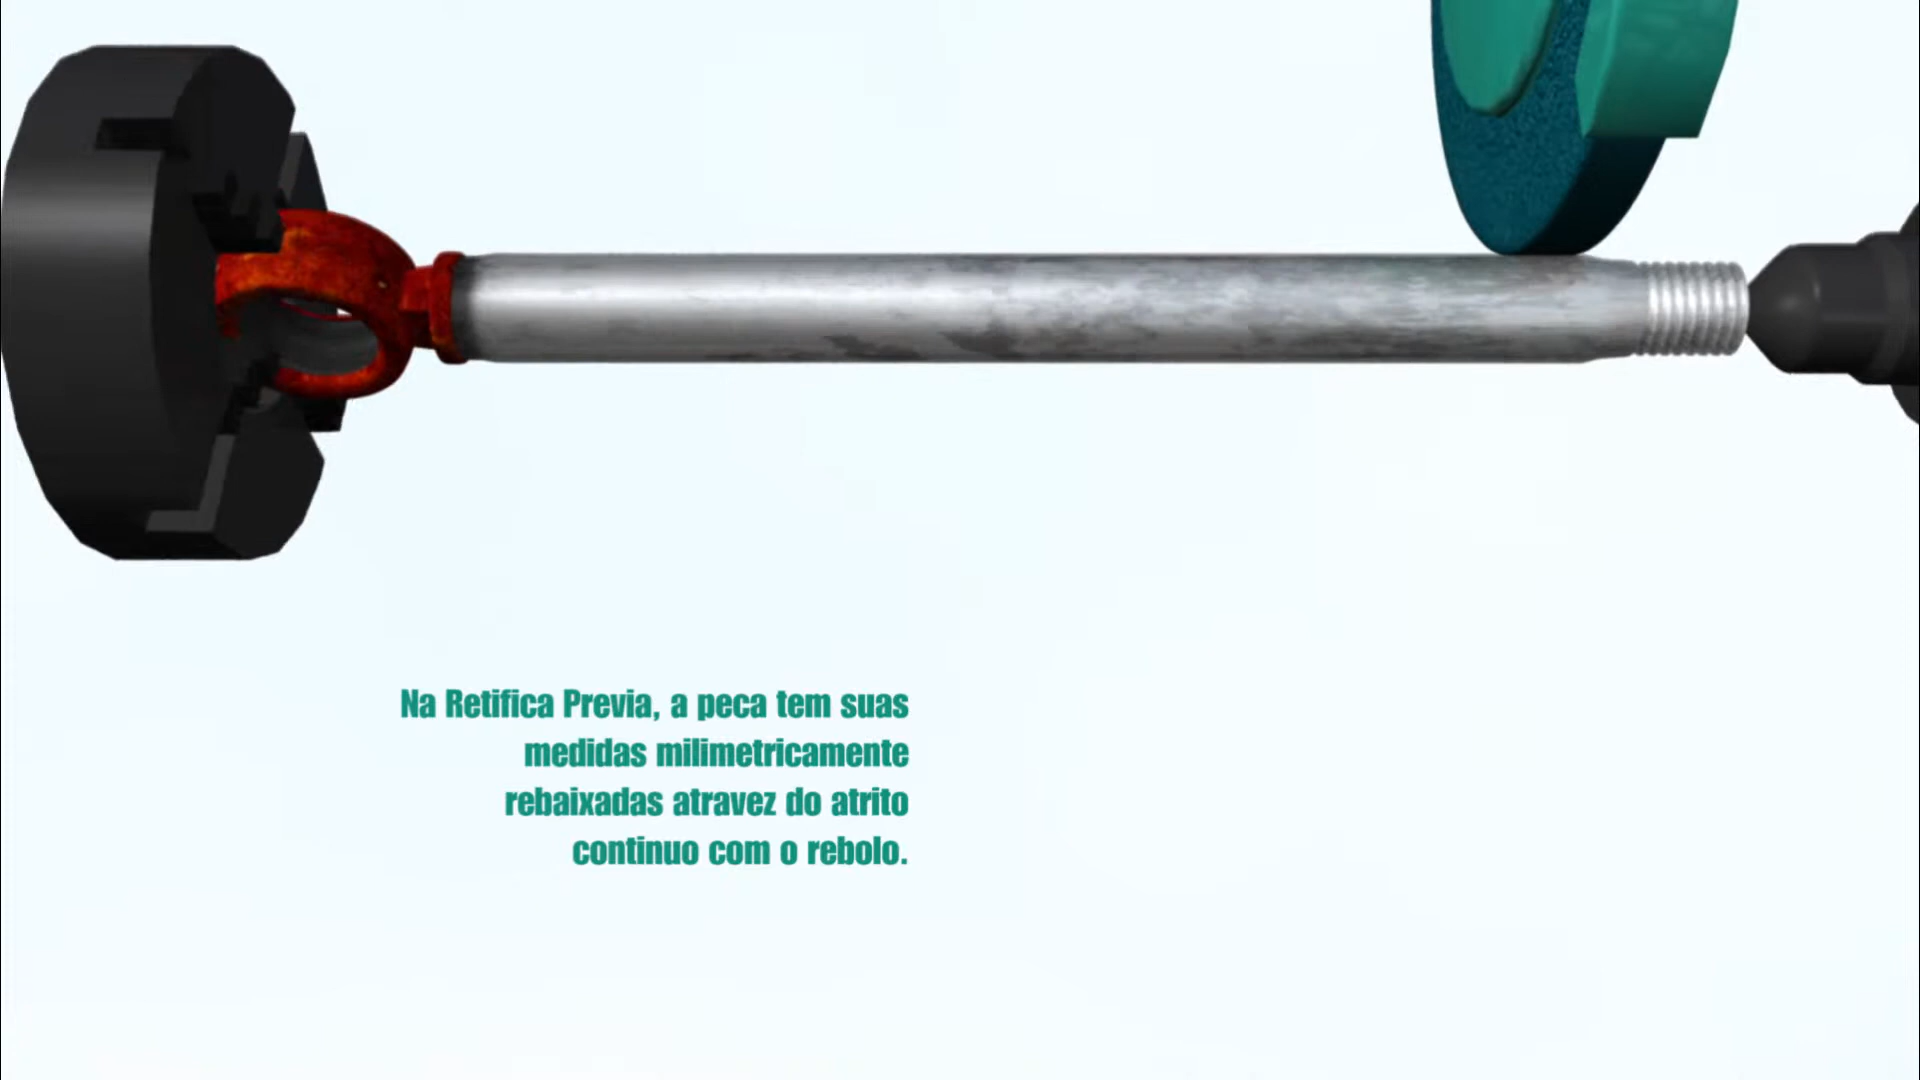 Na Retifica Previa, a peca tem suas
medidas milimetricamente
rebaixadas atravez do atrito
continuo com o rebolo.